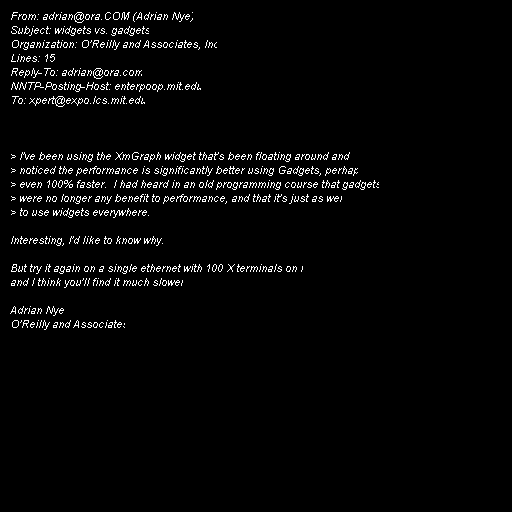 From: adrian@ora.COM (Adrian Nye)
Subject: widgets vs. gadgets
Organization: O'Reilly and Associates, Inc
Lines: 15
Reply-To: adrian@ora.com
NNTP-Posting-Host: enterpoop.mit.edu
To: xpert@expo.lcs.mit.edu

> I've been using the XmGraph widget that's been floating around and
> noticed the performance is significantly better using Gadgets, perhap
> even 100% faster.  I had heard in an old programming course that gadgets
> were no longer any benefit to performance, and that it's just as wel
> to use widgets everywhere.

Interesting, I'd like to know why.

But try it again on a single ethernet with 100 X terminals on
and I think you'll find it much slower

Adrian Nye
O'Reilly and Associates